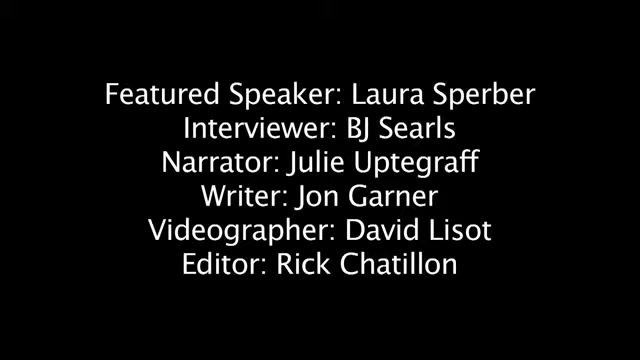 Featured Speaker: Laura Sperber
Interviewer: BJ Searls
Narrator: Julie Uptegraff
Writer: Jon Garner
Videographer: David Lisot
Editor: Rick Chatillon